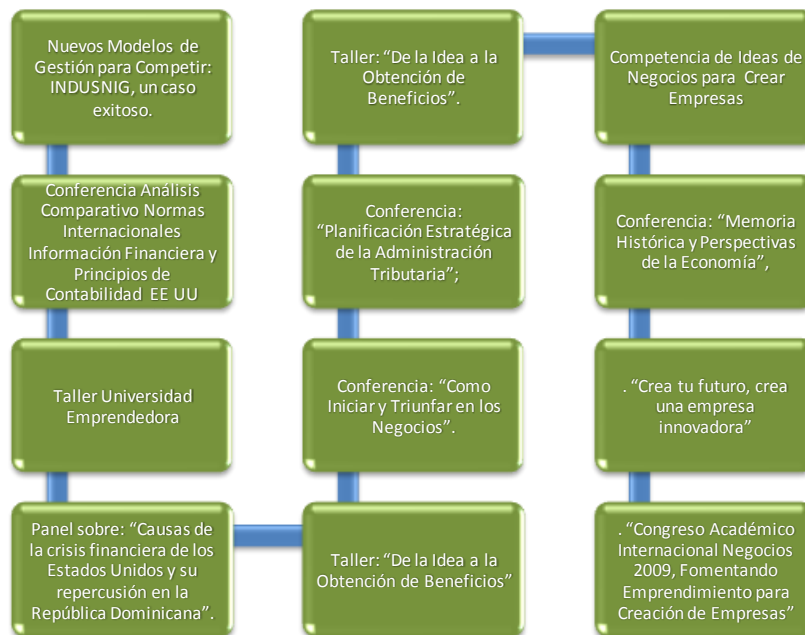 Nuevos Modelos de
Gestión para Competir:
INDUSNIG, un caso
exitoso.
Conferencia Análisis
Comparativo Normas
Internacionales
Información Financiera y
Principios de
Contabilidad EE UU
Taller Universidad
Emprendedora
Panel sobre: “Causas de
la crisis financiera de los
Estados Unidos y su
repercusión en la
República Dominicana”.
Taller: “De la Idea a la
Obtención de Beneficios”
Conferencia: “Como
Iniciar y Triunfar en los
Negocios”.
Conferencia:
“Planificación Estratégica
de la Administración
Tributaria”;
Taller: “De la Idea a la
Obtención de
Beneficios”.
Competencia de Ideas de
Negocios para Crear
Empresas
Conferencia: “Memoria
Histórica y Perspectivas
de la Economía”,
. “Crea tu futuro, crea
una empresa
innovadora”
. “Congreso Académico
Internacional Negocios
2009, Fomentando
Emprendimiento para
Creación de Empresas”